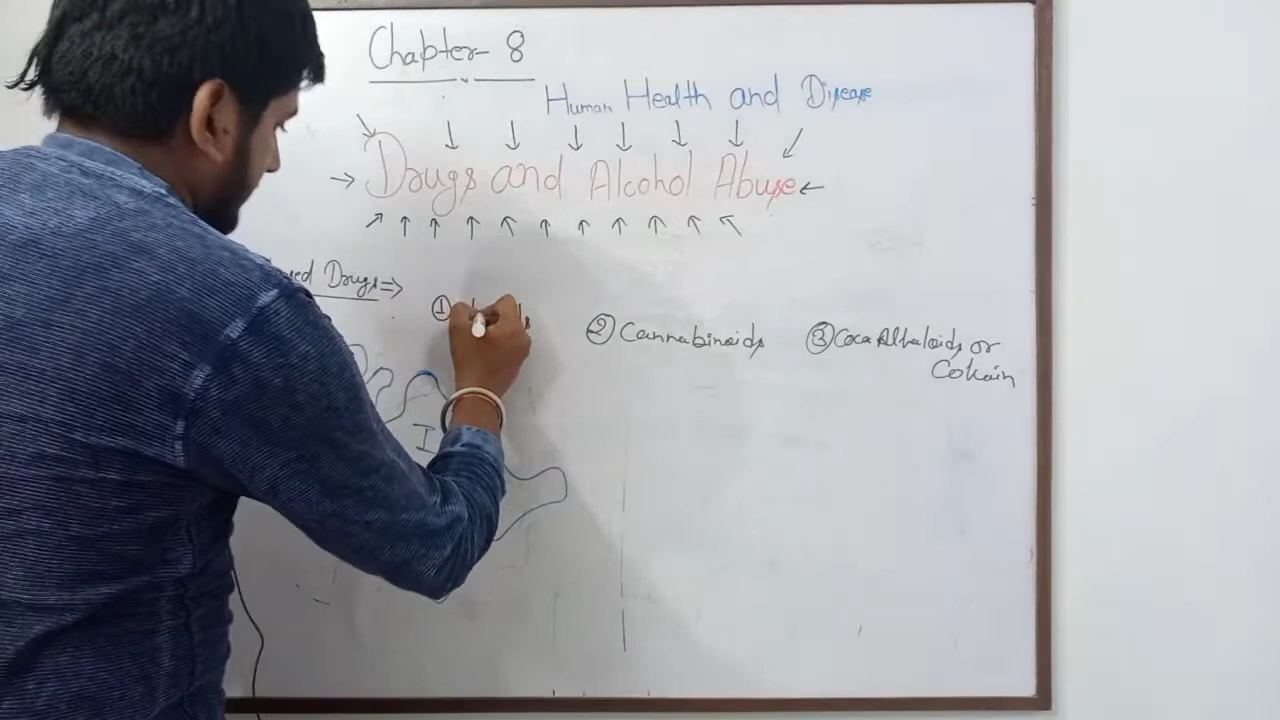 Chapter- 8
Human Health and Disease
Drugs and Alcohol Abuse
Drugs⇒
①
② Cannabinoids
③ Coca Alkaloids or
Cokain
I